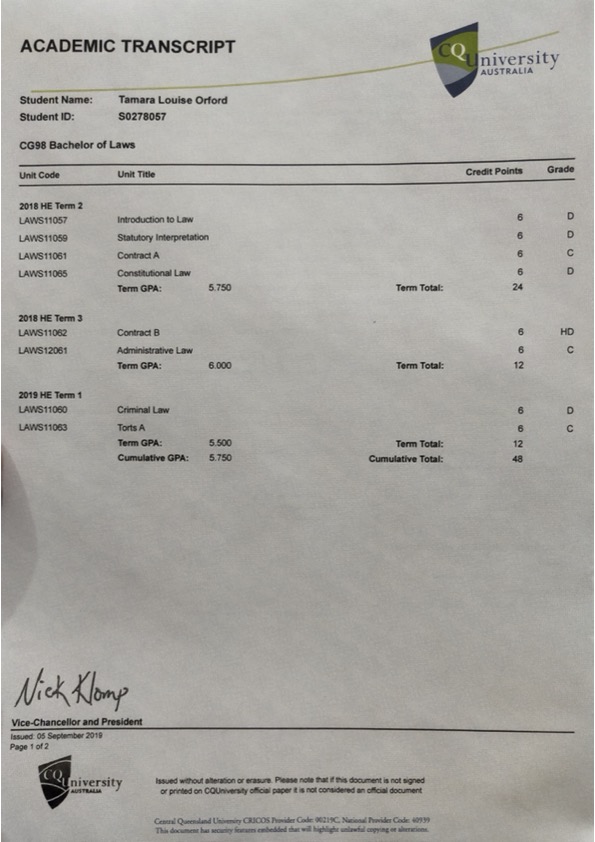 ACADEMIC TRANSCRIPT
CQUniversity
AUSTRALIA
Student Name: Tamara Louise Orford
Student ID: S0278057
CG98 Bachelor of Laws
Unit Code Unit Title Credit Points Grade
2018 HE Term 2
LAWS11057 Introduction to Law 6 D
LAWS11059 Statutory Interpretation 6 D
LAWS11061 Contract A 6 C
LAWS11065 Constitutional Law 6 D
Term GPA: 5.750 Term Total: 24
2018 HE Term 3
LAWS11062 Contract B 6 HD
LAWS12061 Administrative Law 6 C
Term GPA: 6.000 Term Total: 12
2019 HE Term 1
LAWS11060 Criminal Law 6 D
LAWS11063 Torts A 6 C
Term GPA: 5.500 Term Total: 12
Cumulative GPA: 5.750 Cumulative Total: 48
Nick Klomp
Vice-Chancellor and President
Issued: 05 September 2019
Page 1 of 2
CQUniversity
AUSTRALIA
Issued without alteration or erasure. Please note that if this document is not signed
or printed on CQUniversity official paper it is not considered an official document
Central Queensland University CRICOS Provider Code: 00219C, National Provider Code: 40939
This document has security features embedded that will highlight unlawful copying or alterations.